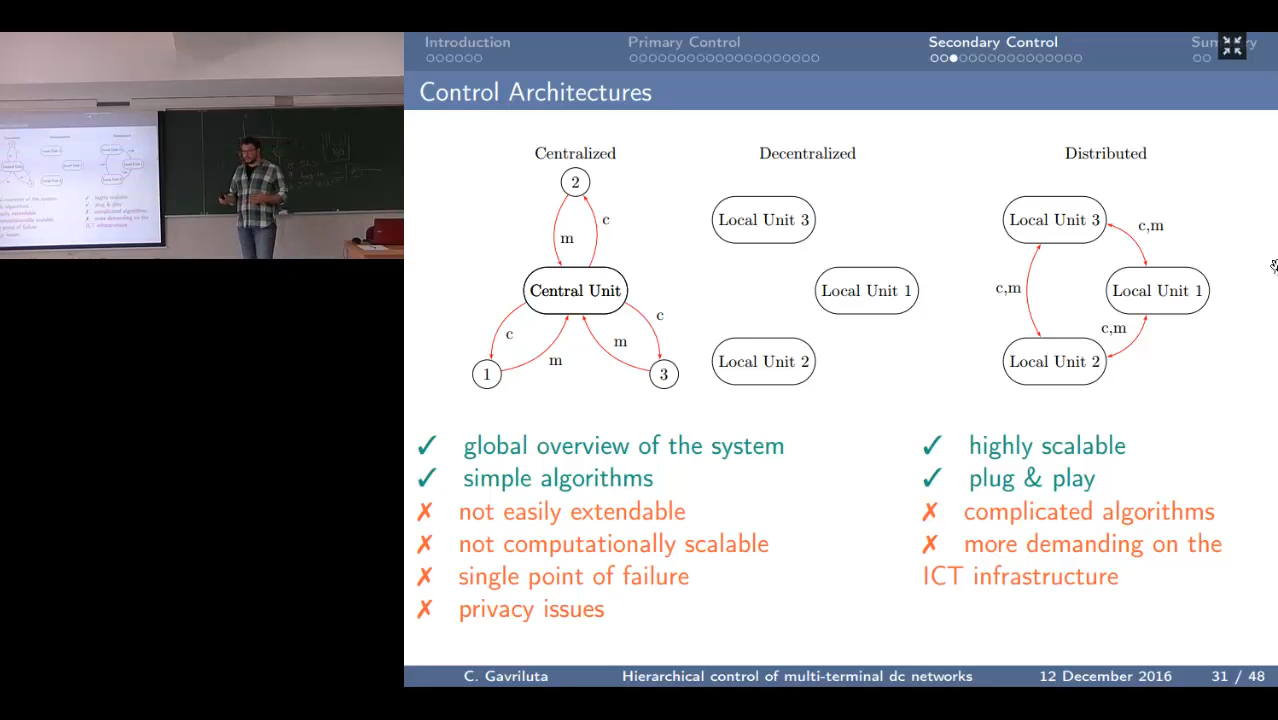 Introduction
Primary Control
Secondary Control
Control Architectures
Centralized
2
c
m
Central Unit
c
c
m
m
1
3
Decentralized
Local Unit 3
Local Unit 1
Local Unit 2
Distributed
Local Unit 3
c,m
c,m
Local Unit 1
c,m
Local Unit 2
✓ global overview of the system
✓ simple algorithms
✗ not easily extendable
✗ not computationally scalable
✗ single point of failure
✗ privacy issues
✓ highly scalable
✓ plug & play
✗ complicated algorithms
✗ more demanding on the
ICT infrastructure
C. Gavriluta
Hierarchical control of multi-terminal dc networks
12 December 2016
31 / 48